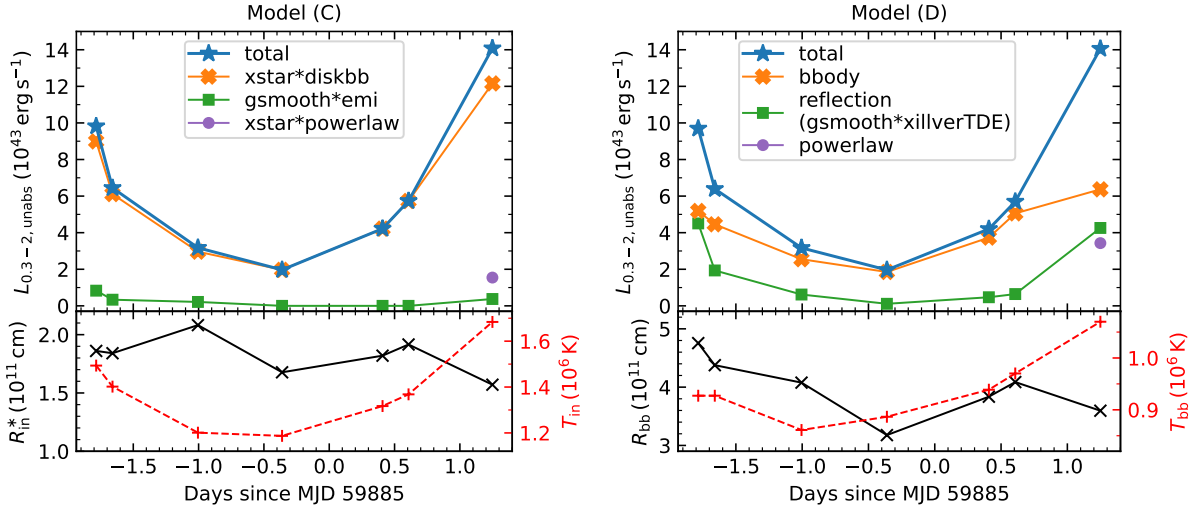 Model (C)
L0.3−2,unabs (10^43 erg s^−1)
14
12
10
8
6
4
2
0
total
xstar*diskbb
gsmooth*emi
xstar*powerlaw
R*in (10^11 cm)
2.0
1.5
1.0
1.6
1.4
1.2
Tin (10^6 K)
−1.5
−1.0
−0.5
0.0
0.5
1.0
Days since MJD 59885
Model (D)
L0.3−2,unabs (10^43 erg s^−1)
14
12
10
8
6
4
2
0
total
bbody
reflection
(gsmooth*xillverTDE)
powerlaw
Rbb (10^11 cm)
5
4
3
1.0
0.9
Tbb (10^6 K)
−1.5
−1.0
−0.5
0.0
0.5
1.0
Days since MJD 59885